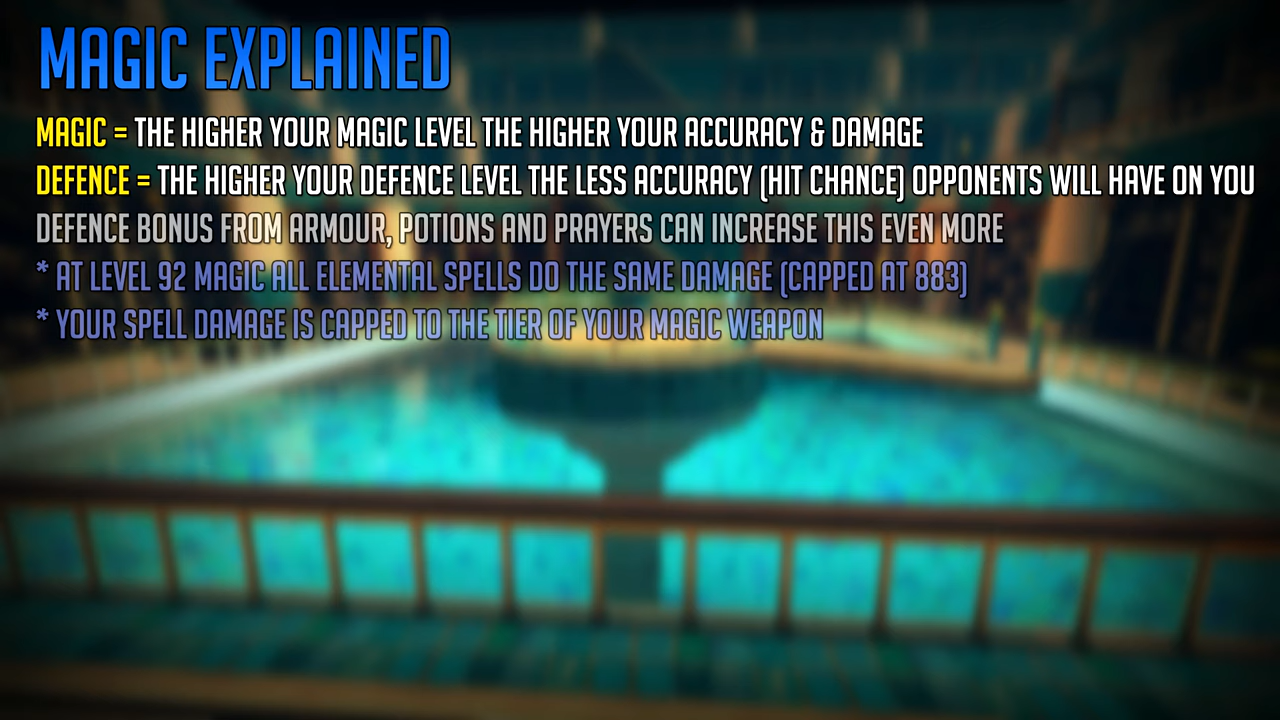 MAGIC EXPLAINED
MAGIC = THE HIGHER YOUR MAGIC LEVEL THE HIGHER YOUR ACCURACY & DAMAGE
DEFENCE = THE HIGHER YOUR DEFENCE LEVEL THE LESS ACCURACY (HIT CHANCE) OPPONENTS WILL HAVE ON YOU
DEFENCE BONUS FROM ARMOUR, POTIONS AND PRAYERS CAN INCREASE THIS EVEN MORE
* AT LEVEL 92 MAGIC ALL ELEMENTAL SPELLS DO THE SAME DAMAGE (CAPPED AT 883)
* YOUR SPELL DAMAGE IS CAPPED TO THE TIER OF YOUR MAGIC WEAPON